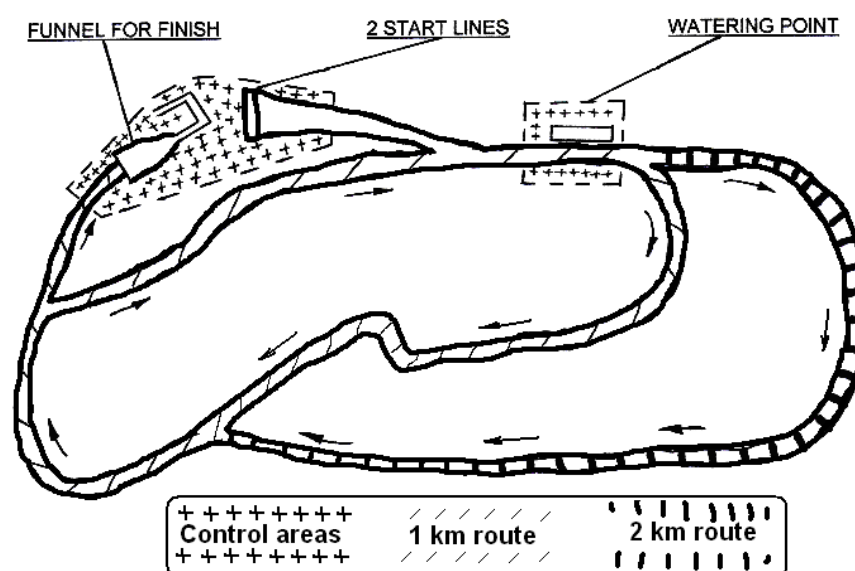 FUNNEL FOR FINISH
2 START LINES
WATERING POINT
Control areas
1 km route
2 km route